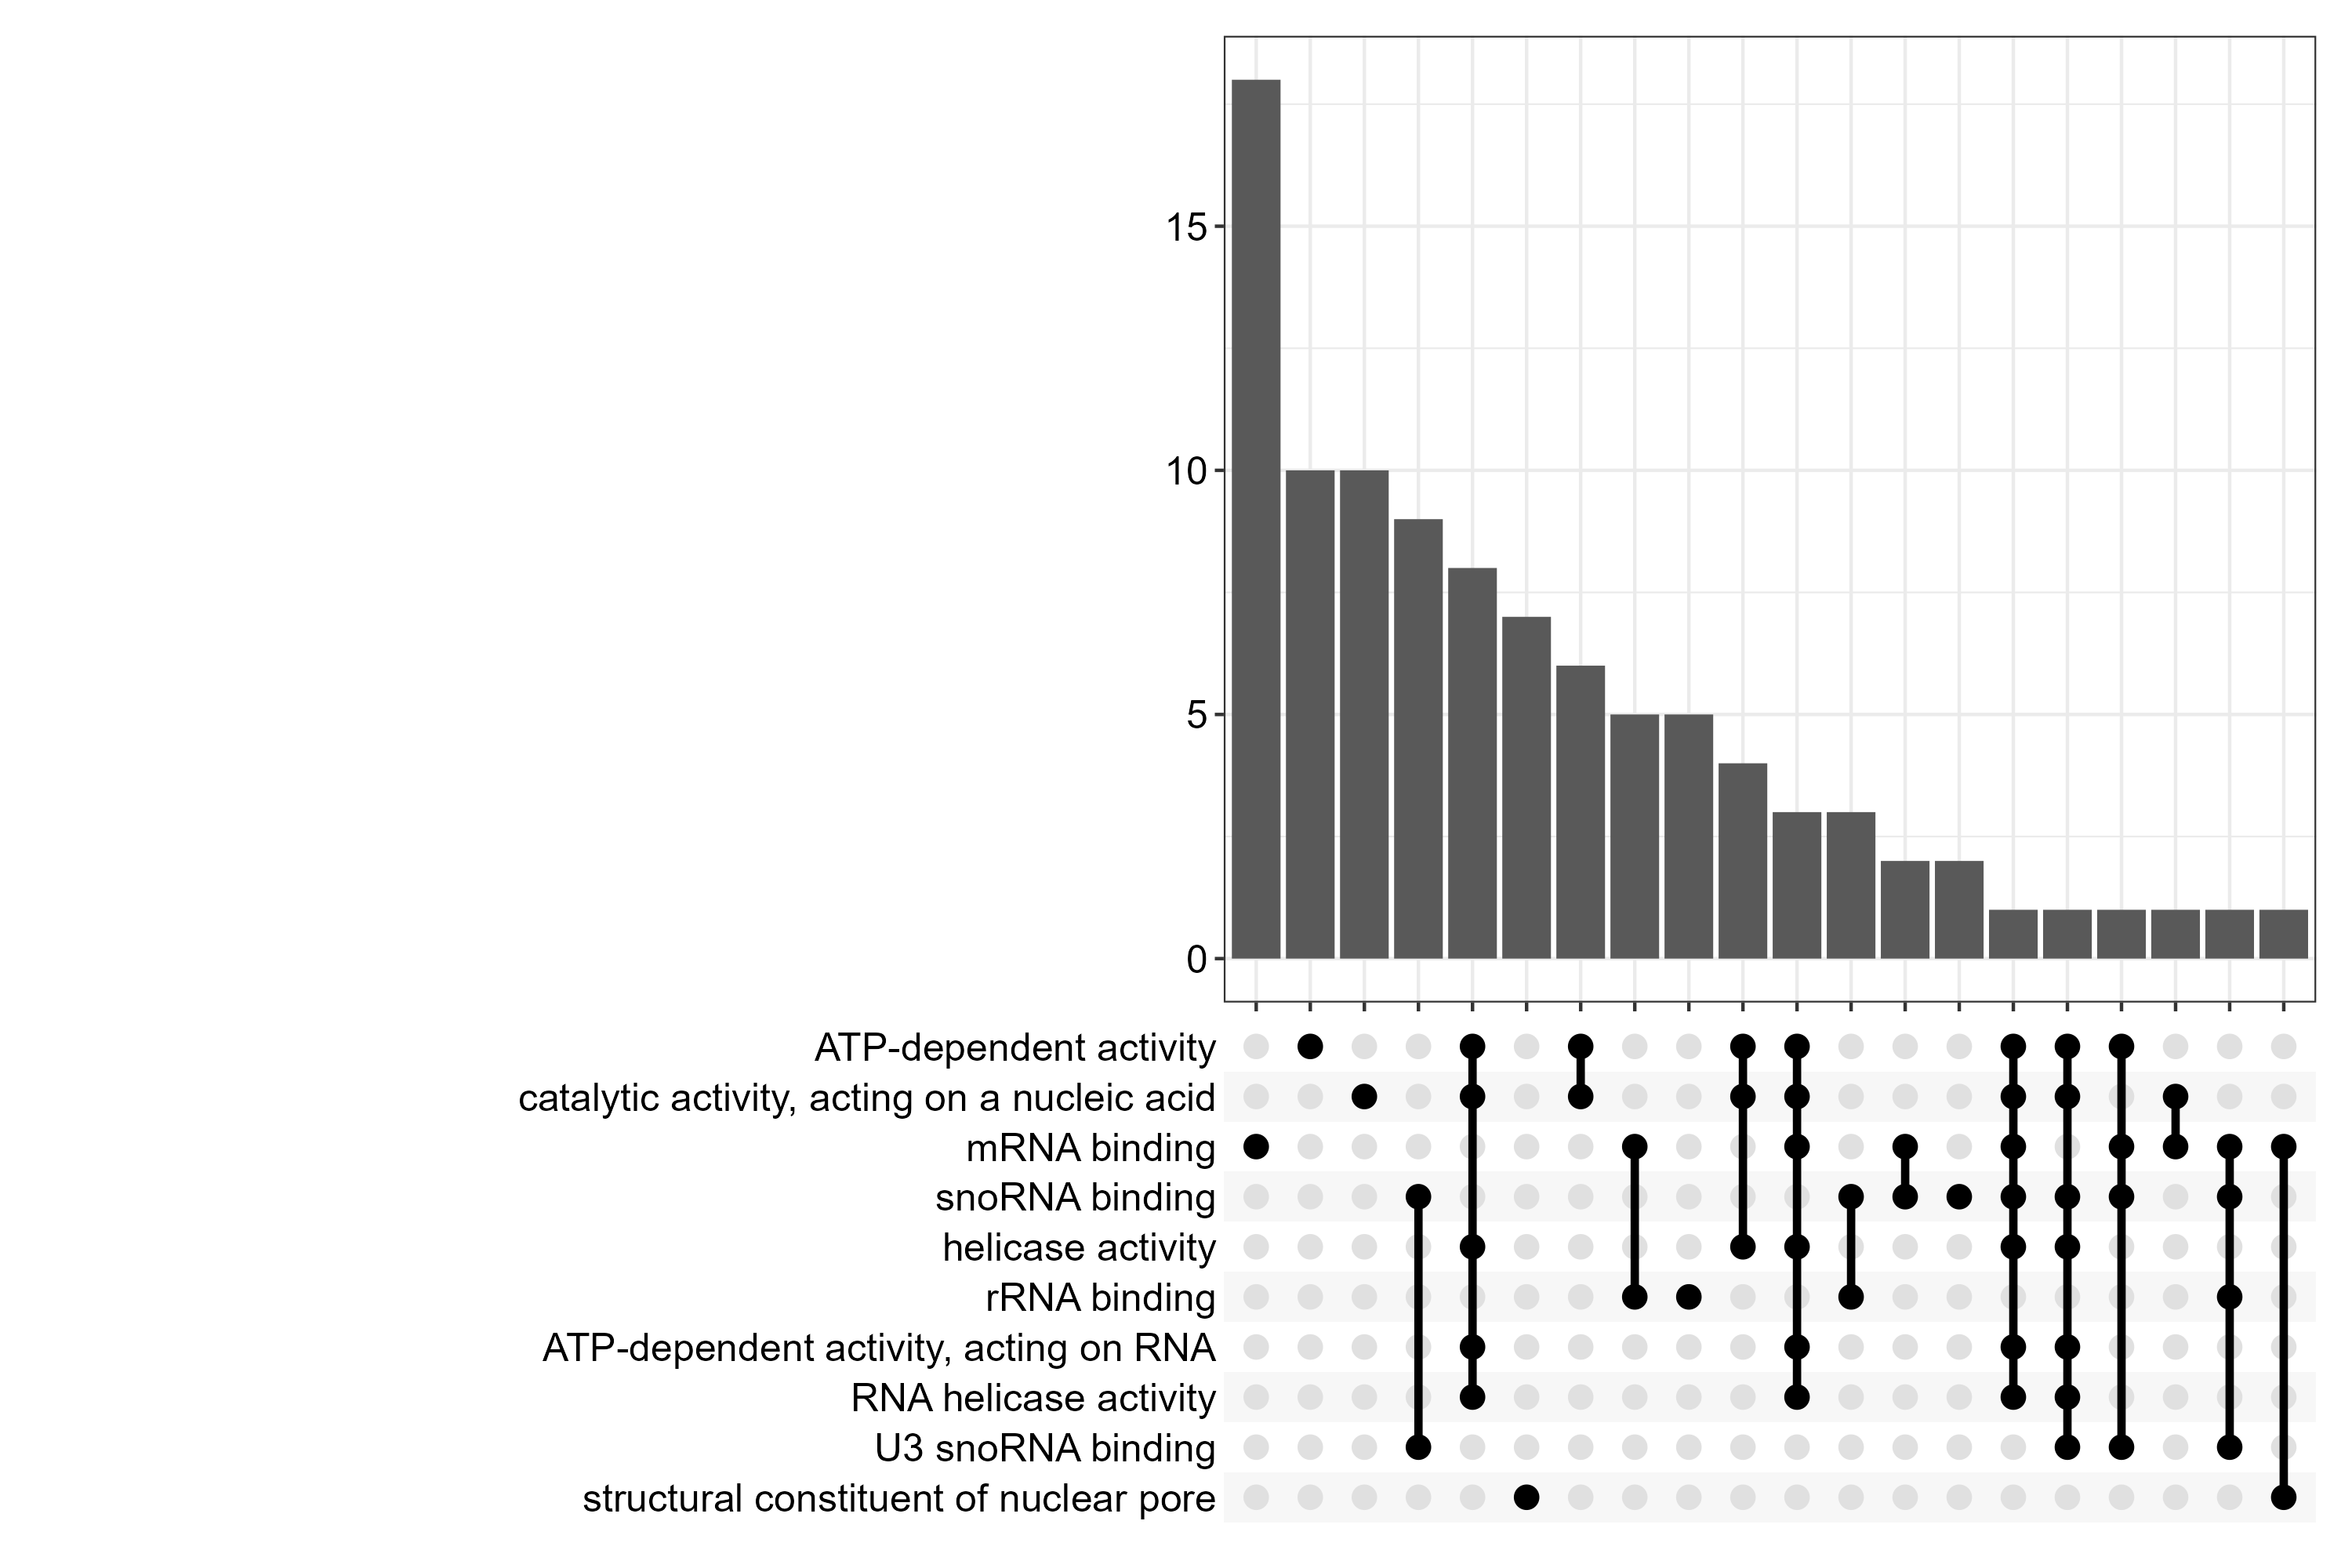 15
10
5
0
ATP-dependent activity
catalytic activity, acting on a nucleic acid
mRNA binding
snoRNA binding
helicase activity
rRNA binding
ATP-dependent activity, acting on RNA
RNA helicase activity
U3 snoRNA binding
structural constituent of nuclear pore